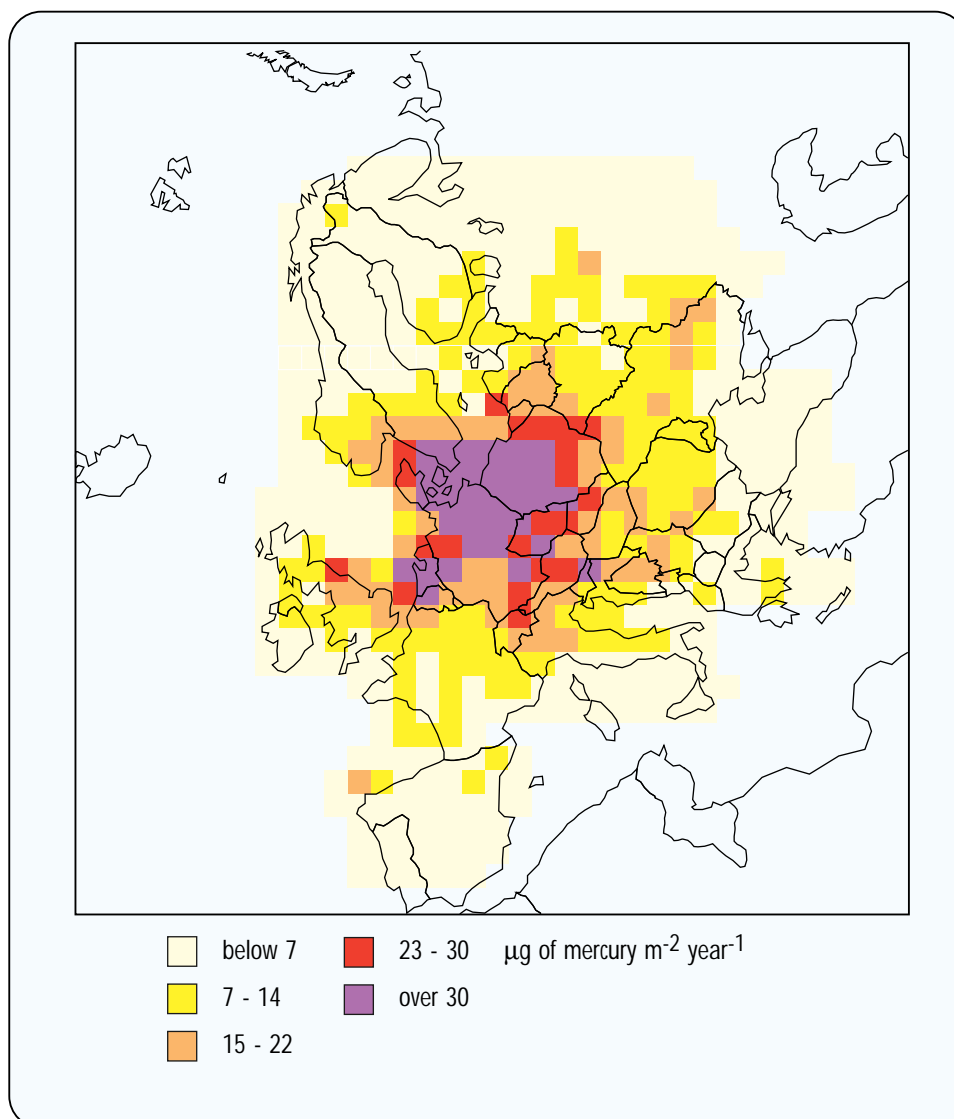 below 7
23 - 30
μg of mercury m-2 year-1
7 - 14
over 30
15 - 22